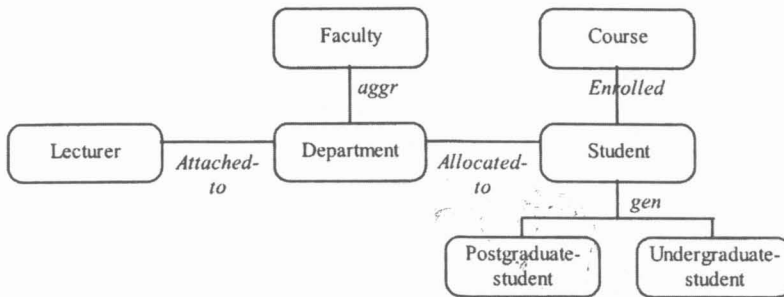 Faculty
Course
aggr
Enrolled
Lecturer
Attached-
to
Department
Allocated-
to
Student
gen
Postgraduate-
student
Undergraduate-
student